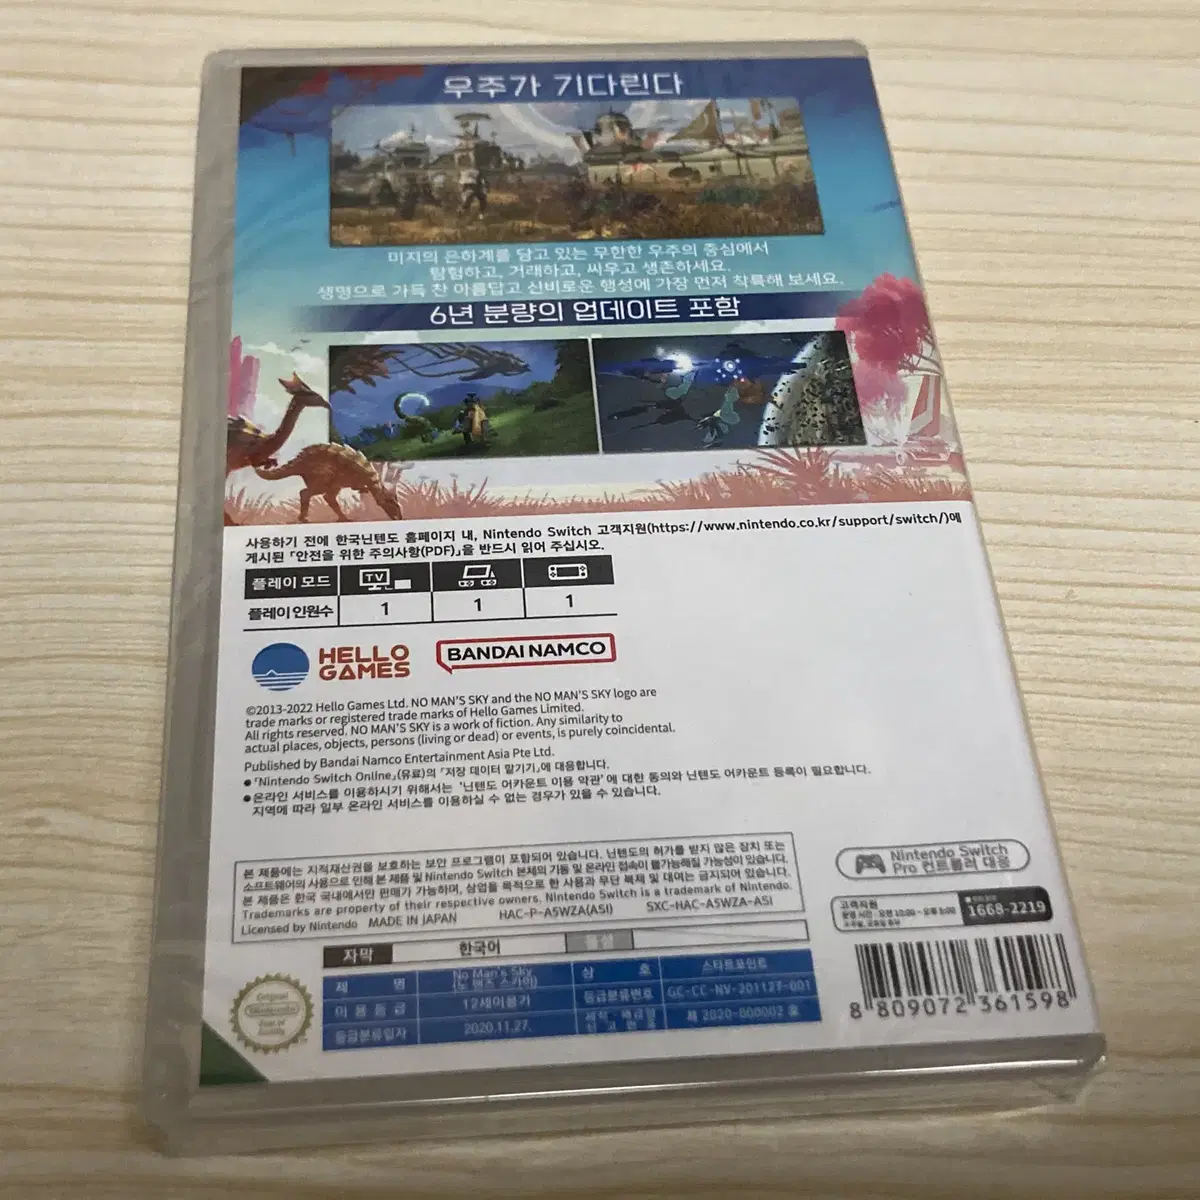 우주가 기다린다
미지의 은하계를 담고 있는 무한한 우주의 중심에서
탐험하고, 거래하고, 싸우고 생존하세요.
생명으로 가득 찬 아름답고 신비로운 행성에 가장 먼저 착륙해 보세요.
6년 분량의 업데이트 포함
사용하기 전에 한국닌텐도 홈페이지 내, Nintendo Switch 고객지원(https://www.nintendo.co.kr/support/switch/)에
게시된 「안전을 위한 주의사항(PDF)」을 반드시 읽어 주십시오.
플레이 모드 TV
플레이 인원수 1 1 1
HELLO GAMES
BANDAI NAMCO
©2013-2022 Hello Games Ltd. NO MAN'S SKY and the NO MAN'S SKY logo are
trade marks or registered trade marks of Hello Games Limited.
All rights reserved. NO MAN'S SKY is a work of fiction. Any similarity to
actual places, objects, persons (living or dead) or events, is purely coincidental.
Published by Bandai Namco Entertainment Asia Pte Ltd.
●「Nintendo Switch Online」(유료)의 「저장 데이터 맡기기」에 대응합니다.
●온라인 서비스를 이용하시기 위해서는 '닌텐도 어카운트 이용 약관'에 대한 동의와 닌텐도 어카운트 등록이 필요합니다.
지역에 따라 일부 온라인 서비스를 이용하실 수 없는 경우가 있을 수 있습니다.
Nintendo Switch
Pro 컨트롤러 대응
본 제품에는 지적재산권을 보호하는 보안 프로그램이 포함되어 있습니다. 닌텐도의 허가를 받지 않은 장치 또는
소프트웨어의 사용으로 인해 본 제품 및 Nintendo Switch 본체의 기동 및 온라인 접속이 불가능해질 가능성이 있습니다.
본 제품은 한국 국내에서만 판매가 가능하며, 상업을 목적으로 한 사용과 무단 복제 및 대여는 금지되어 있습니다.
Trademarks are property of their respective owners. Nintendo Switch is a trademark of Nintendo.
Licensed by Nintendo MADE IN JAPAN HAC-P-A5WZA(ASI) SXC-HAC-A5WZA-ASI
고객지원
1668-2219
자막 한국어 음성
제 명 No Man's Sky (노 맨즈 스카이) 상 호 스타트포인트
이용등급 12세이용가 등급분류번호 GC-CC-NV-201127-001
등급분류일자 2020.11.27. 제 2020-000002 호
Original
Nintendo
Seal of
Quality
8 809072 361598